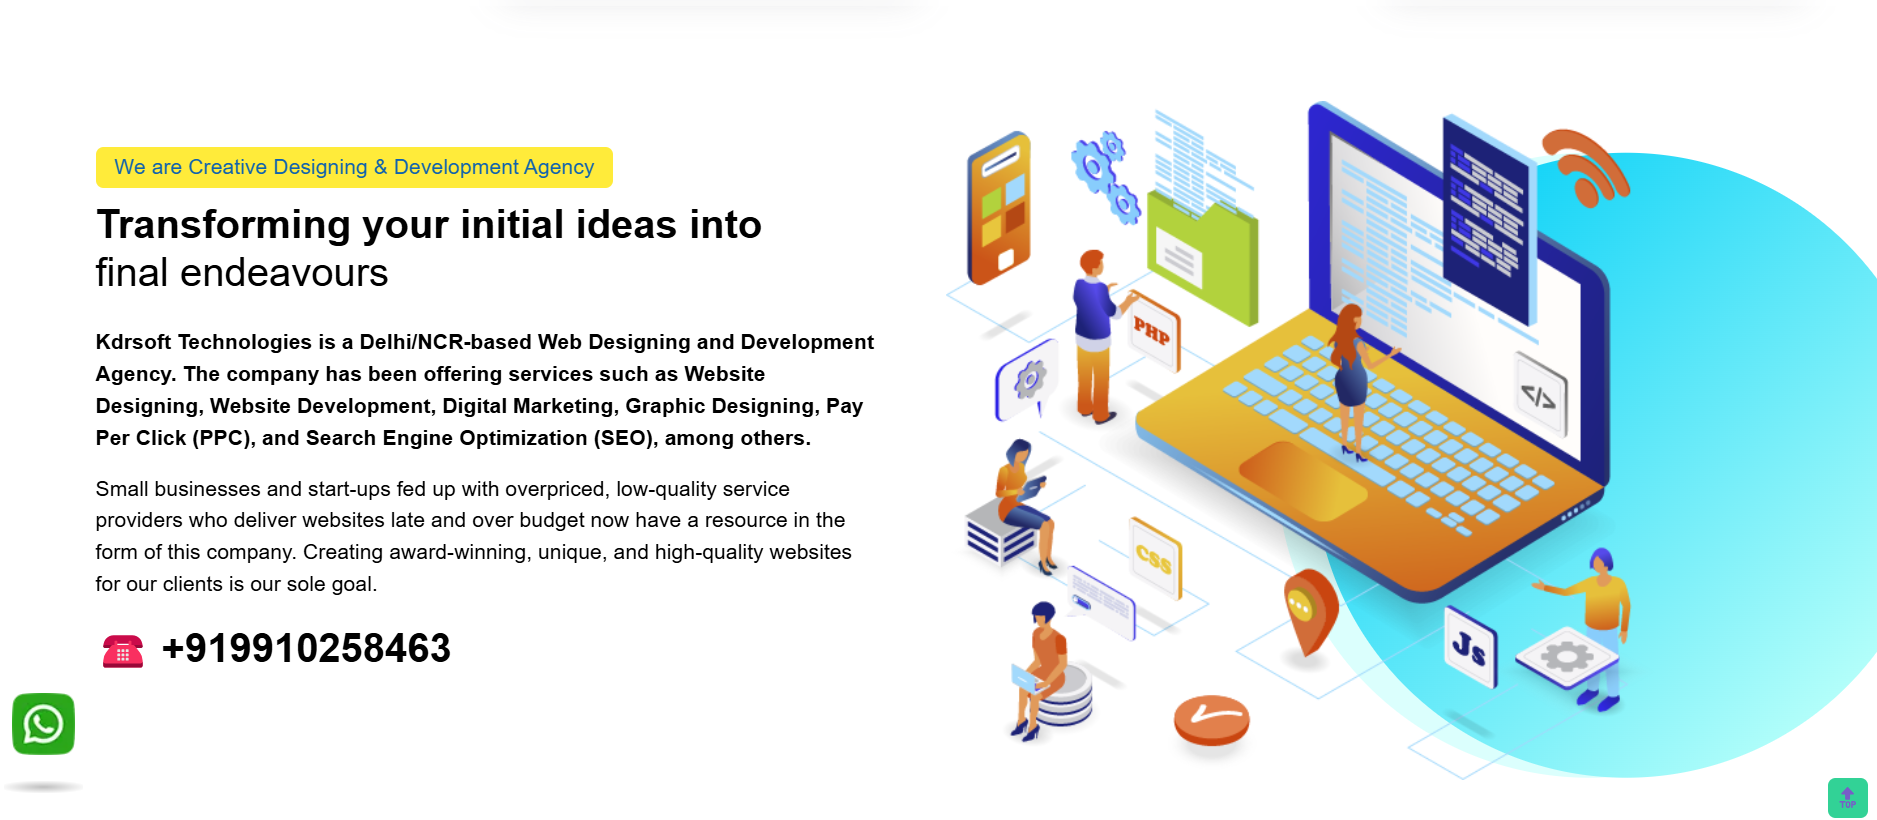 We are Creative Designing & Development Agency
Transforming your initial ideas into
final endeavours
Kdrsoft Technologies is a Delhi/NCR-based Web Designing and Development
Agency. The company has been offering services such as Website
Designing, Website Development, Digital Marketing, Graphic Designing, Pay
Per Click (PPC), and Search Engine Optimization (SEO), among others.
Small businesses and start-ups fed up with overpriced, low-quality service
providers who deliver websites late and over budget now have a resource in the
form of this company. Creating award-winning, unique, and high-quality websites
for our clients is our sole goal.
+919910258463
PHP
</>
CSS
Js
TOP